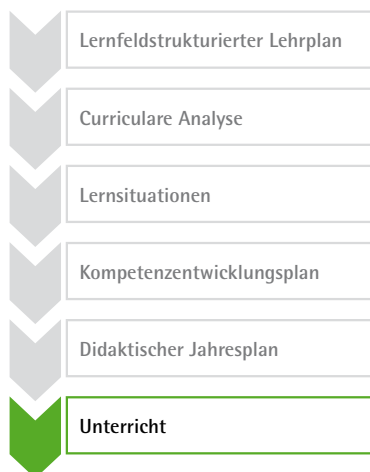 Lernfeldstrukturierter Lehrplan
Curriculare Analyse
Lernsituationen
Kompetenzentwicklungsplan
Didaktischer Jahresplan
Unterricht